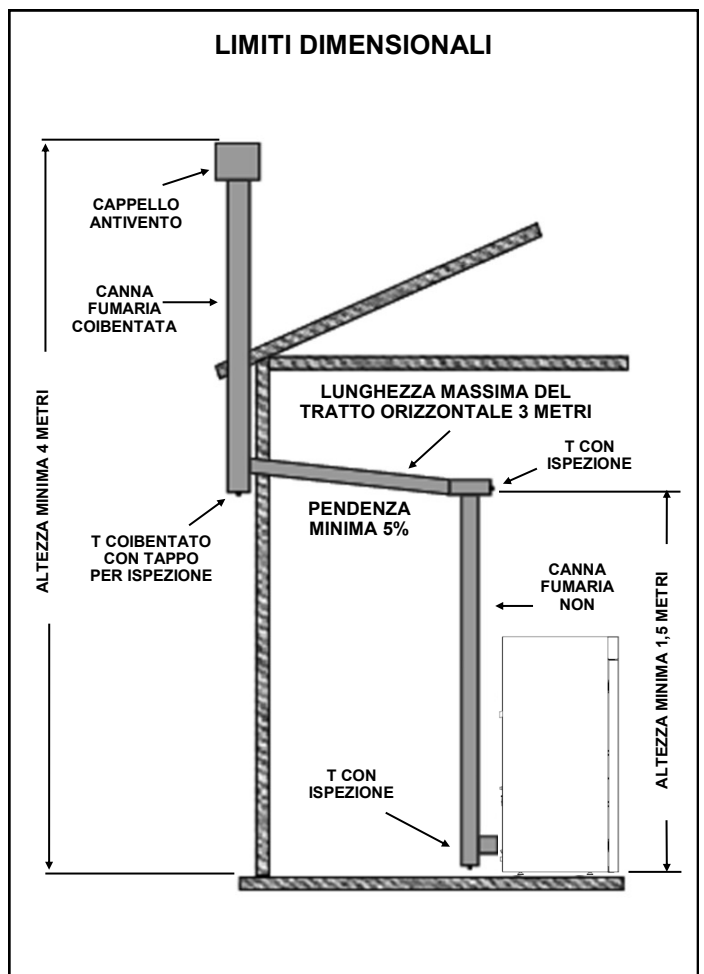 LIMITI DIMENSIONALI
CAPPELLO
ANTIVENTO
CANNA
FUMARIA
COIBENTATA
ALTEZZA MINIMA 4 METRI
LUNGHEZZA MASSIMA DEL
TRATTO ORIZZONTALE 3 METRI
T CON
ISPEZIONE
PENDENZA
MINIMA 5%
T COIBENTATO
CON TAPPO
PER ISPEZIONE
CANNA
FUMARIA
NON
ALTEZZA MINIMA 1,5 METRI
T CON
ISPEZIONE